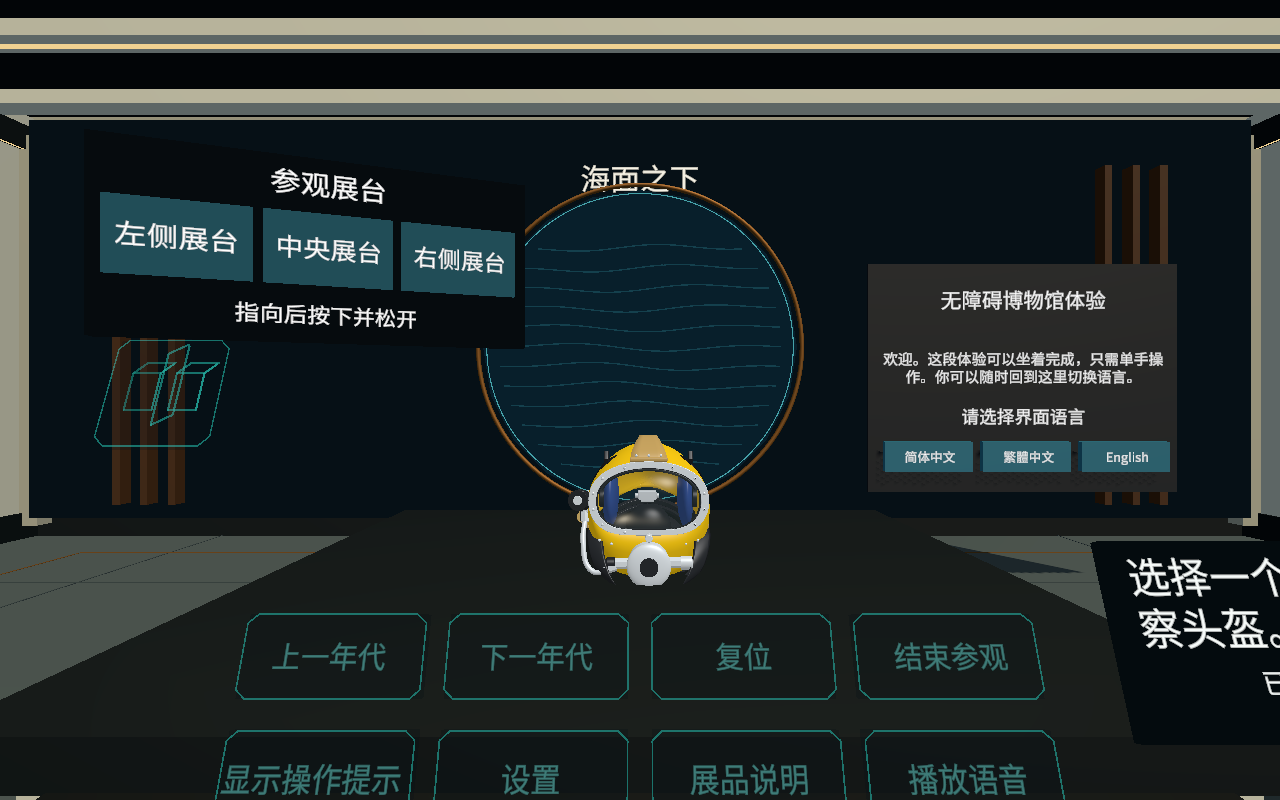 海面之下
参观展台
左侧展台
中央展台
右侧展台
指向后按下并松开
无障碍博物馆体验
欢迎。这段体验可以坐着完成，只需单手操
作。你可以随时回到这里切换语言。
请选择界面语言
简体中文
繁體中文
English
选择一个
察头盔。
上一年代
下一年代
复位
结束参观
显示操作提示
设置
展品说明
播放语音